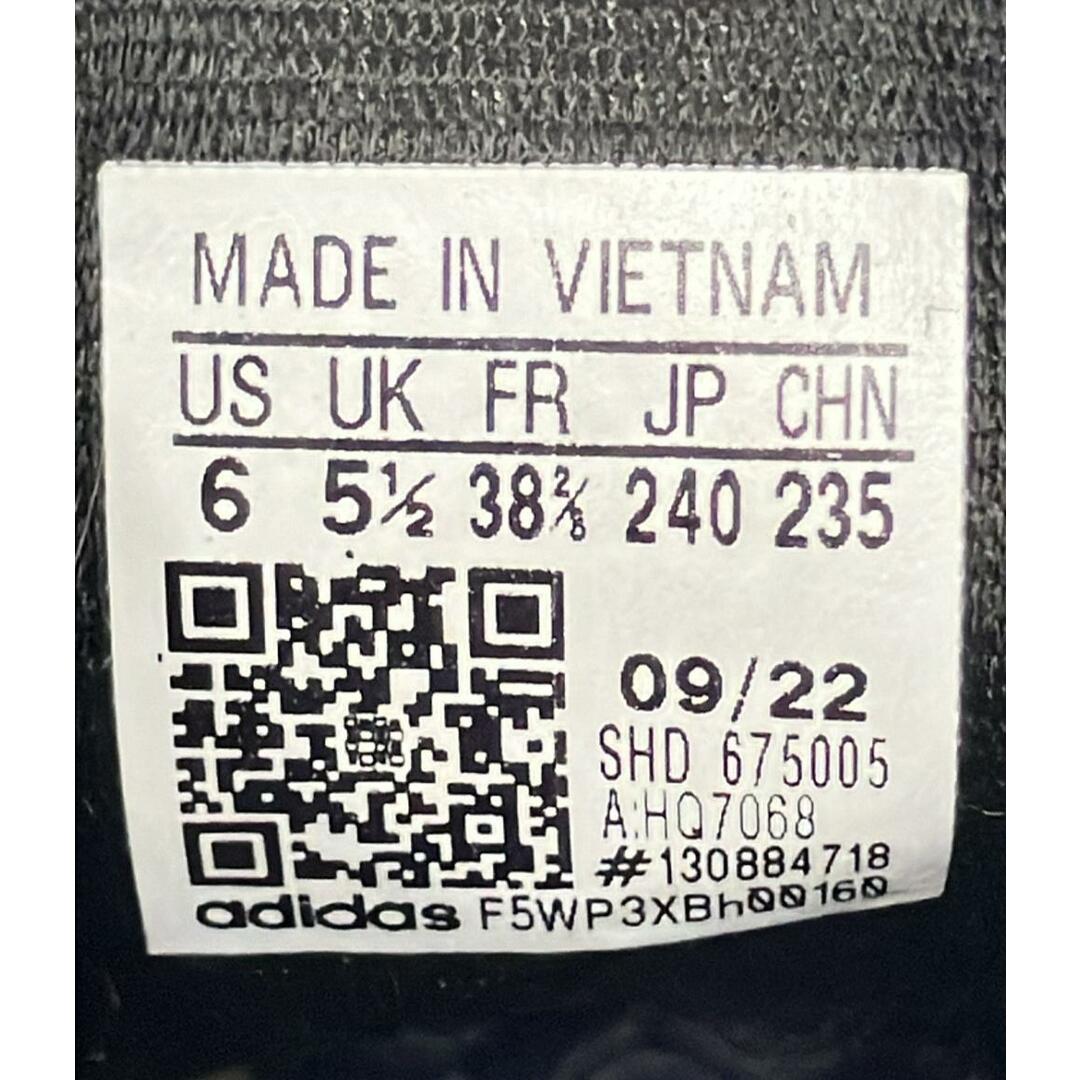 MADE IN VIETNAM
US UK FR JP CHN
6 5½ 38⅔ 240 235
09/22
SHD 675005
A:HQ7068
#130884718
adidas F5WP3XBh00160